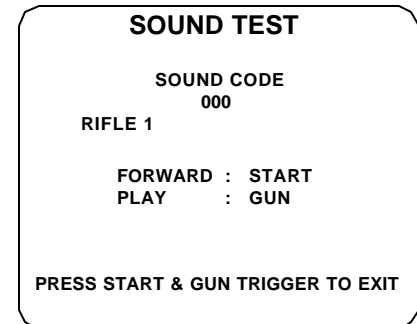 SOUND TEST
SOUND CODE
000
RIFLE 1
FORWARD : START
PLAY : GUN
PRESS START & GUN TRIGGER TO EXIT